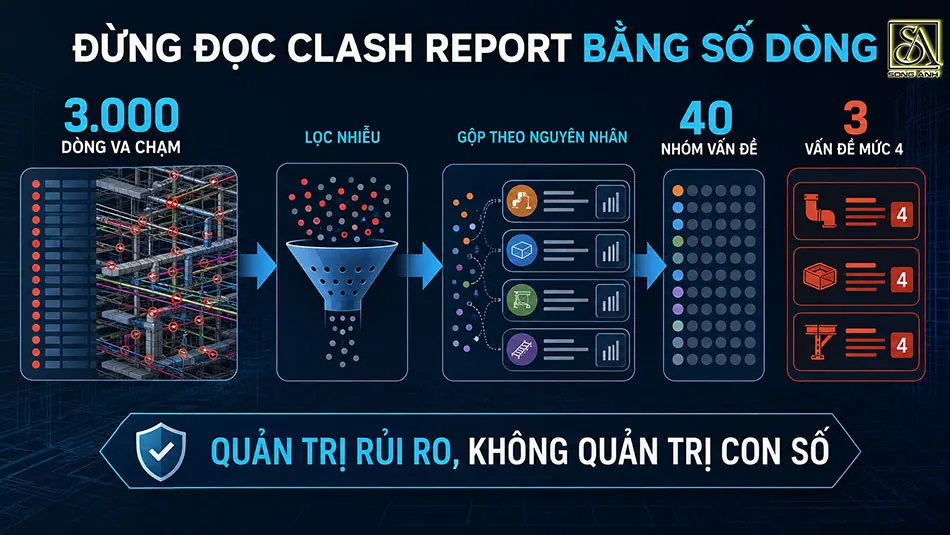 ĐỪNG ĐỌC CLASH REPORT BẰNG SỐ DÒNG
SA
SONG ANH
3.000
DÒNG VA CHẠM
LỌC NHIỄU
GỘP THEO NGUYÊN NHÂN
40
NHÓM VẤN ĐỀ
3
VẤN ĐỀ MỨC 4
4
4
4
QUẢN TRỊ RỦI RO, KHÔNG QUẢN TRỊ CON SỐ